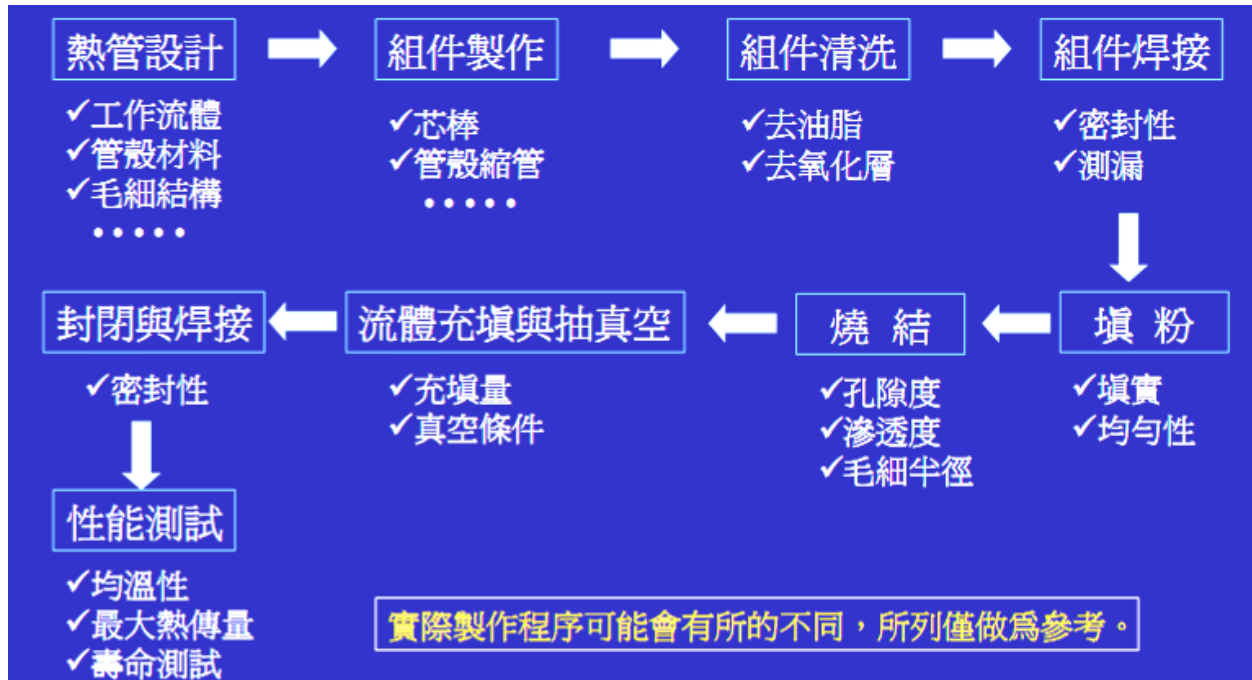 熱管設計
✓工作流體
✓管殼材料
✓毛細結構
•••••
組件製作
✓芯棒
✓管殼縮管
•••••
組件清洗
✓去油脂
✓去氧化層
組件焊接
✓密封性
✓測漏
填 粉
✓填實
✓均勻性
燒 結
✓孔隙度
✓滲透度
✓毛細半徑
流體充填與抽真空
✓充填量
✓真空條件
封閉與焊接
✓密封性
性能測試
✓均溫性
✓最大熱傳量
✓壽命測試
實際製作程序可能會有所的不同，所列僅做為參考。